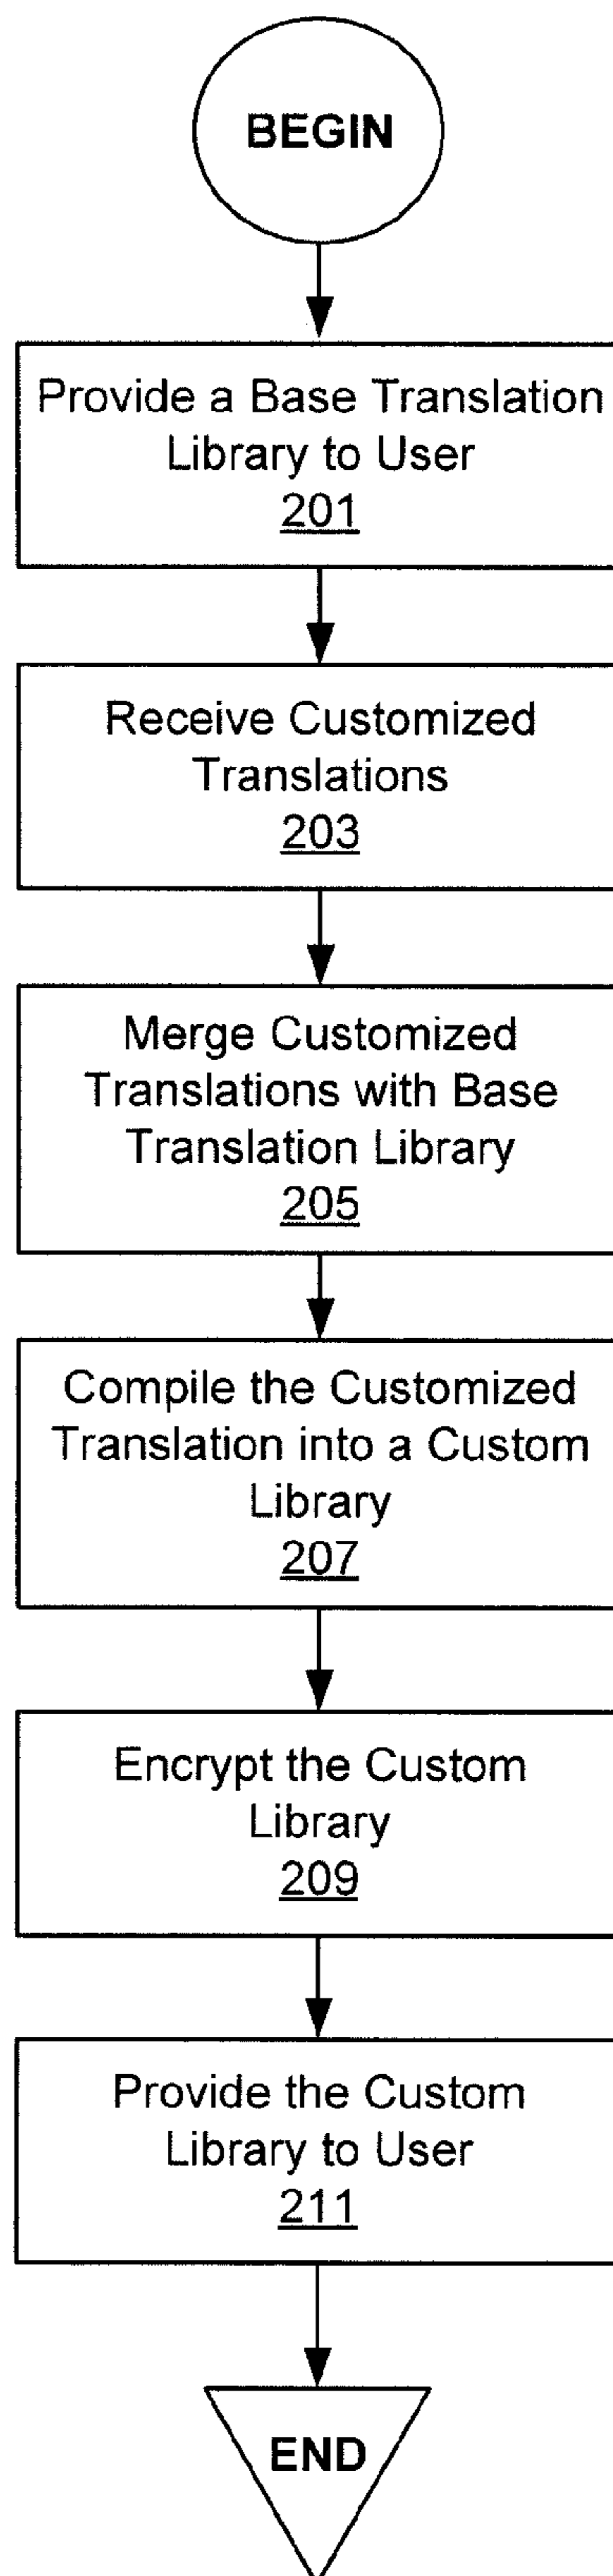 BEGIN
Provide a Base Translation
Library to User
201
Receive Customized
Translations
203
Merge Customized
Translations with Base
Translation Library
205
Compile the Customized
Translation into a Custom
Library
207
Encrypt the Custom
Library
209
Provide the Custom
Library to User
211
END